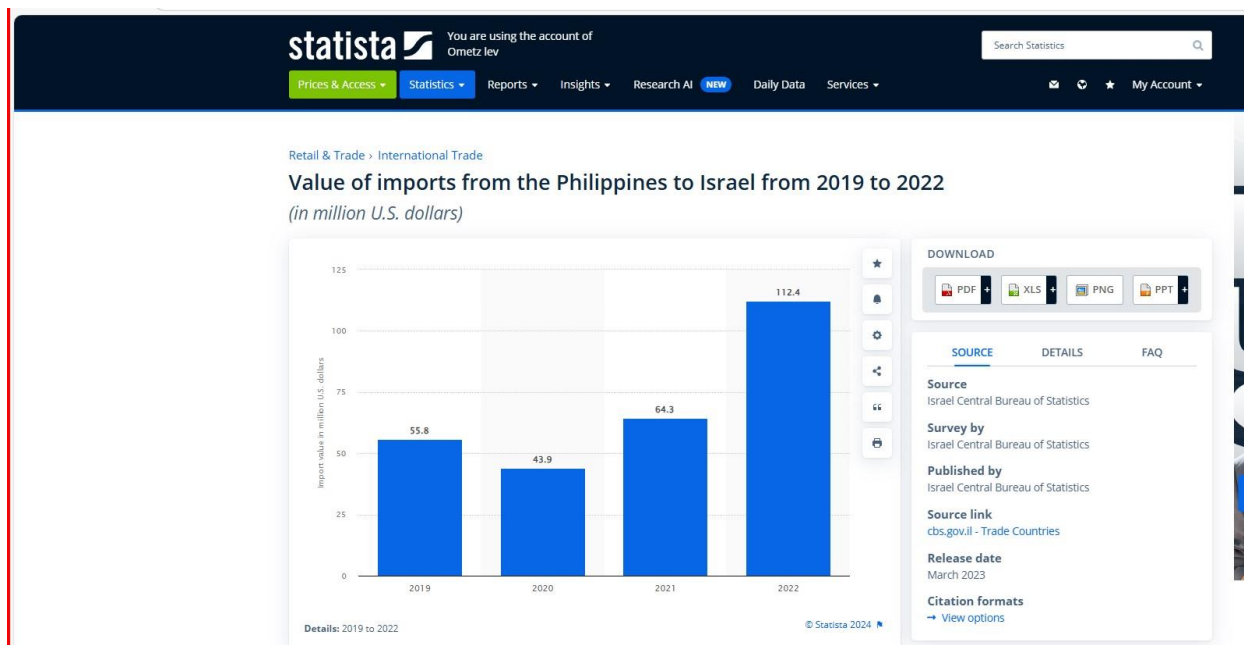 statista
You are using the account of
Ometz lev
Search Statistics
Prices & Access
Statistics
Reports
Insights
Research AI NEW
Daily Data
Services
My Account
Retail & Trade › International Trade
Value of imports from the Philippines to Israel from 2019 to 2022
(in million U.S. dollars)
Import value in million U.S. dollars
125
100
75
50
25
0
55.8
43.9
64.3
112.4
2019
2020
2021
2022
Details: 2019 to 2022
© Statista 2024
DOWNLOAD
PDF +
XLS +
PNG
PPT +
SOURCE DETAILS FAQ
Source
Israel Central Bureau of Statistics
Survey by
Israel Central Bureau of Statistics
Published by
Israel Central Bureau of Statistics
Source link
cbs.gov.il - Trade Countries
Release date
March 2023
Citation formats
→ View options